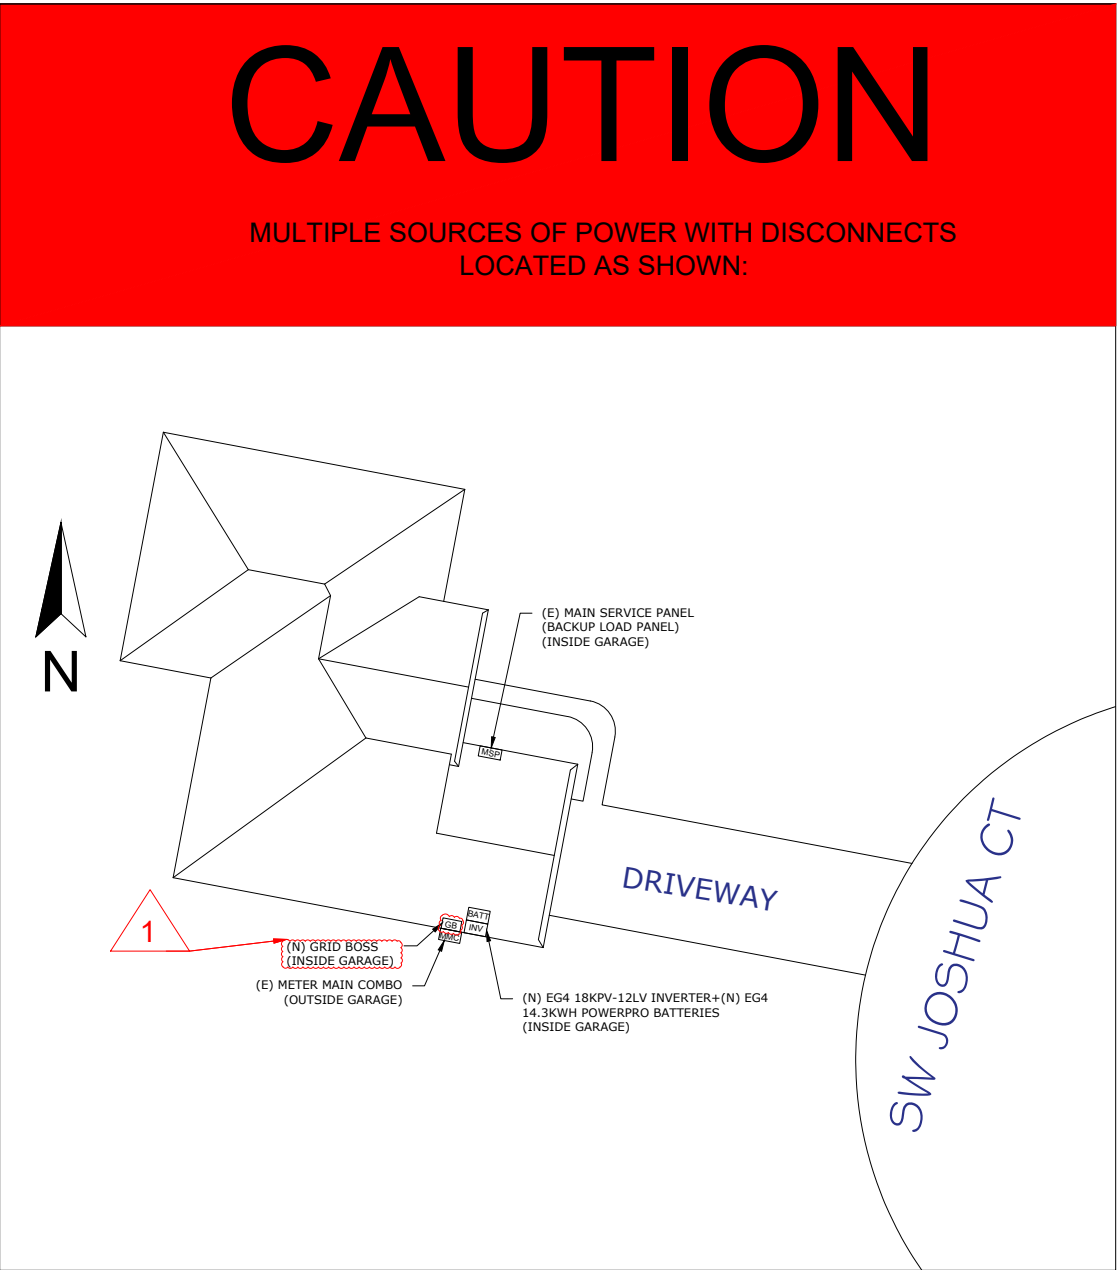 CAUTION
MULTIPLE SOURCES OF POWER WITH DISCONNECTS
LOCATED AS SHOWN:
N
(E) MAIN SERVICE PANEL
(BACKUP LOAD PANEL)
(INSIDE GARAGE)
MSP
DRIVEWAY
SW JOSHUA CT
1
BATT
GB
INV
MMC
(N) GRID BOSS
(INSIDE GARAGE)
(E) METER MAIN COMBO
(OUTSIDE GARAGE)
(N) EG4 18KPV-12LV INVERTER+(N) EG4
14.3KWH POWERPRO BATTERIES
(INSIDE GARAGE)